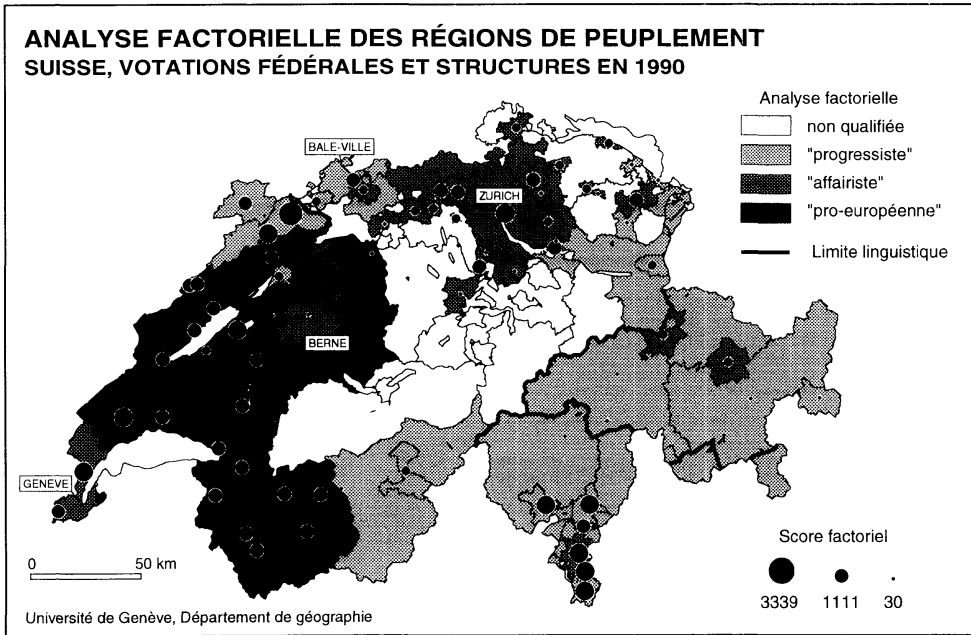 ANALYSE FACTORIELLE DES RÉGIONS DE PEUPLEMENT
SUISSE, VOTATIONS FÉDÉRALES ET STRUCTURES EN 1990
Analyse factorielle
non qualifiée
"progressiste"
"affairiste"
"pro-européenne"
Limite linguistique
BALE-VILLE
ZURICH
BERNE
GENEVE
0 50 km
Score factoriel
3339 1111 30
Université de Genève, Département de géographie